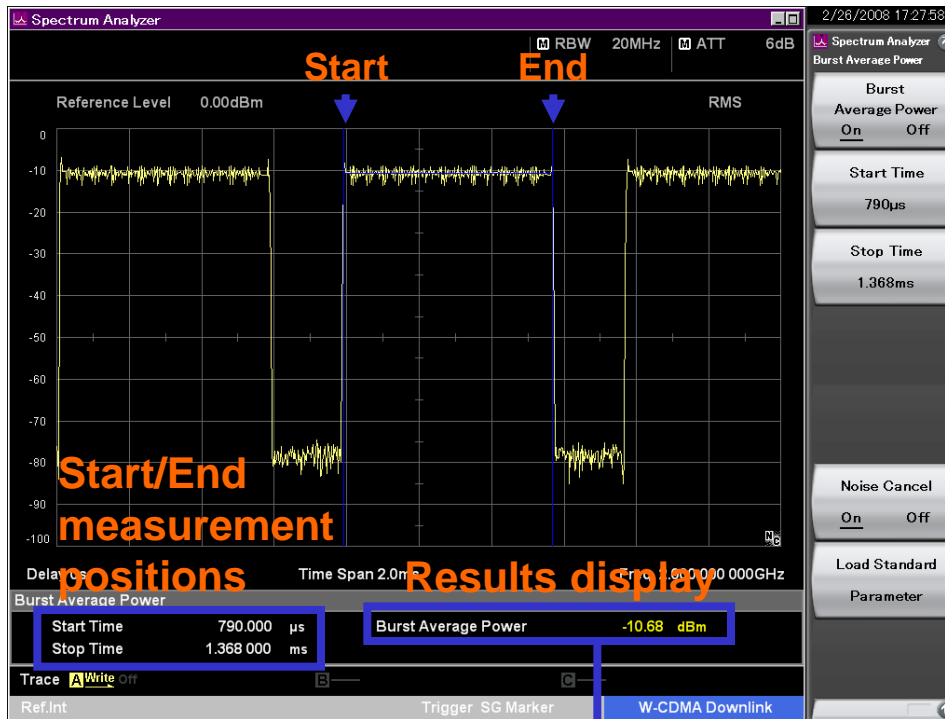 Spectrum Analyzer
2/26/2008 17:27:58
M RBW 20MHz M ATT 6dB
Start End
Reference Level 0.00dBm RMS
0
-10
-20
-30
-40
-50
-60
-70
-80
-90
-100
Start/End
measurement
positions
Results display
Time Span 2.0ms
Burst Average Power
Start Time 790.000 µs
Stop Time 1.368 000 ms
Burst Average Power -10.68 dBm
Trace A Write Off B C
Ref.Int Trigger SG Marker W-CDMA Downlink
Spectrum Analyzer
Burst Average Power
Burst
Average Power
On Off
Start Time
790µs
Stop Time
1.368ms
Noise Cancel
On Off
Load Standard
Parameter